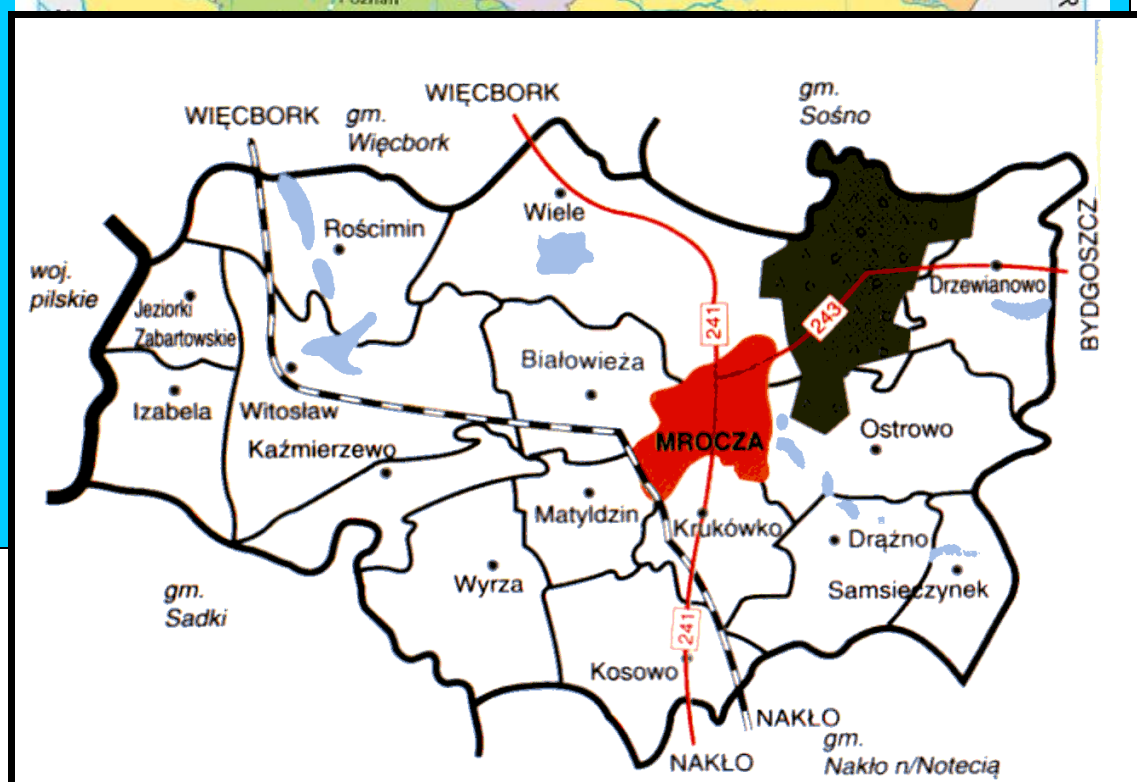 Poznań
R
WIĘCBORK
WIĘCBORK
gm.
Więcbork
gm.
Sośno
woj.
pilskie
Rościmin
Wiele
BYDGOSZCZ
Drzewianowo
Jeziorki
Zabartowskie
241
243
Białowieża
Izabela
Witosław
MROCZA
Ostrowo
Kaźmierzewo
Matyldzin
Krukówko
Drążno
Wyrza
Samsieczynek
gm.
Sadki
241
Kosowo
NAKŁO
NAKŁO
gm.
Nakło n/Notecią